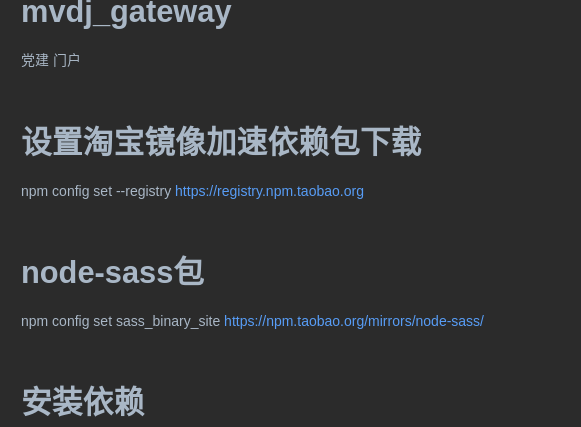 mvdj_gateway
党建 门户
设置淘宝镜像加速依赖包下载
npm config set --registry https://registry.npm.taobao.org
node-sass包
npm config set sass_binary_site https://npm.taobao.org/mirrors/node-sass/
安装依赖